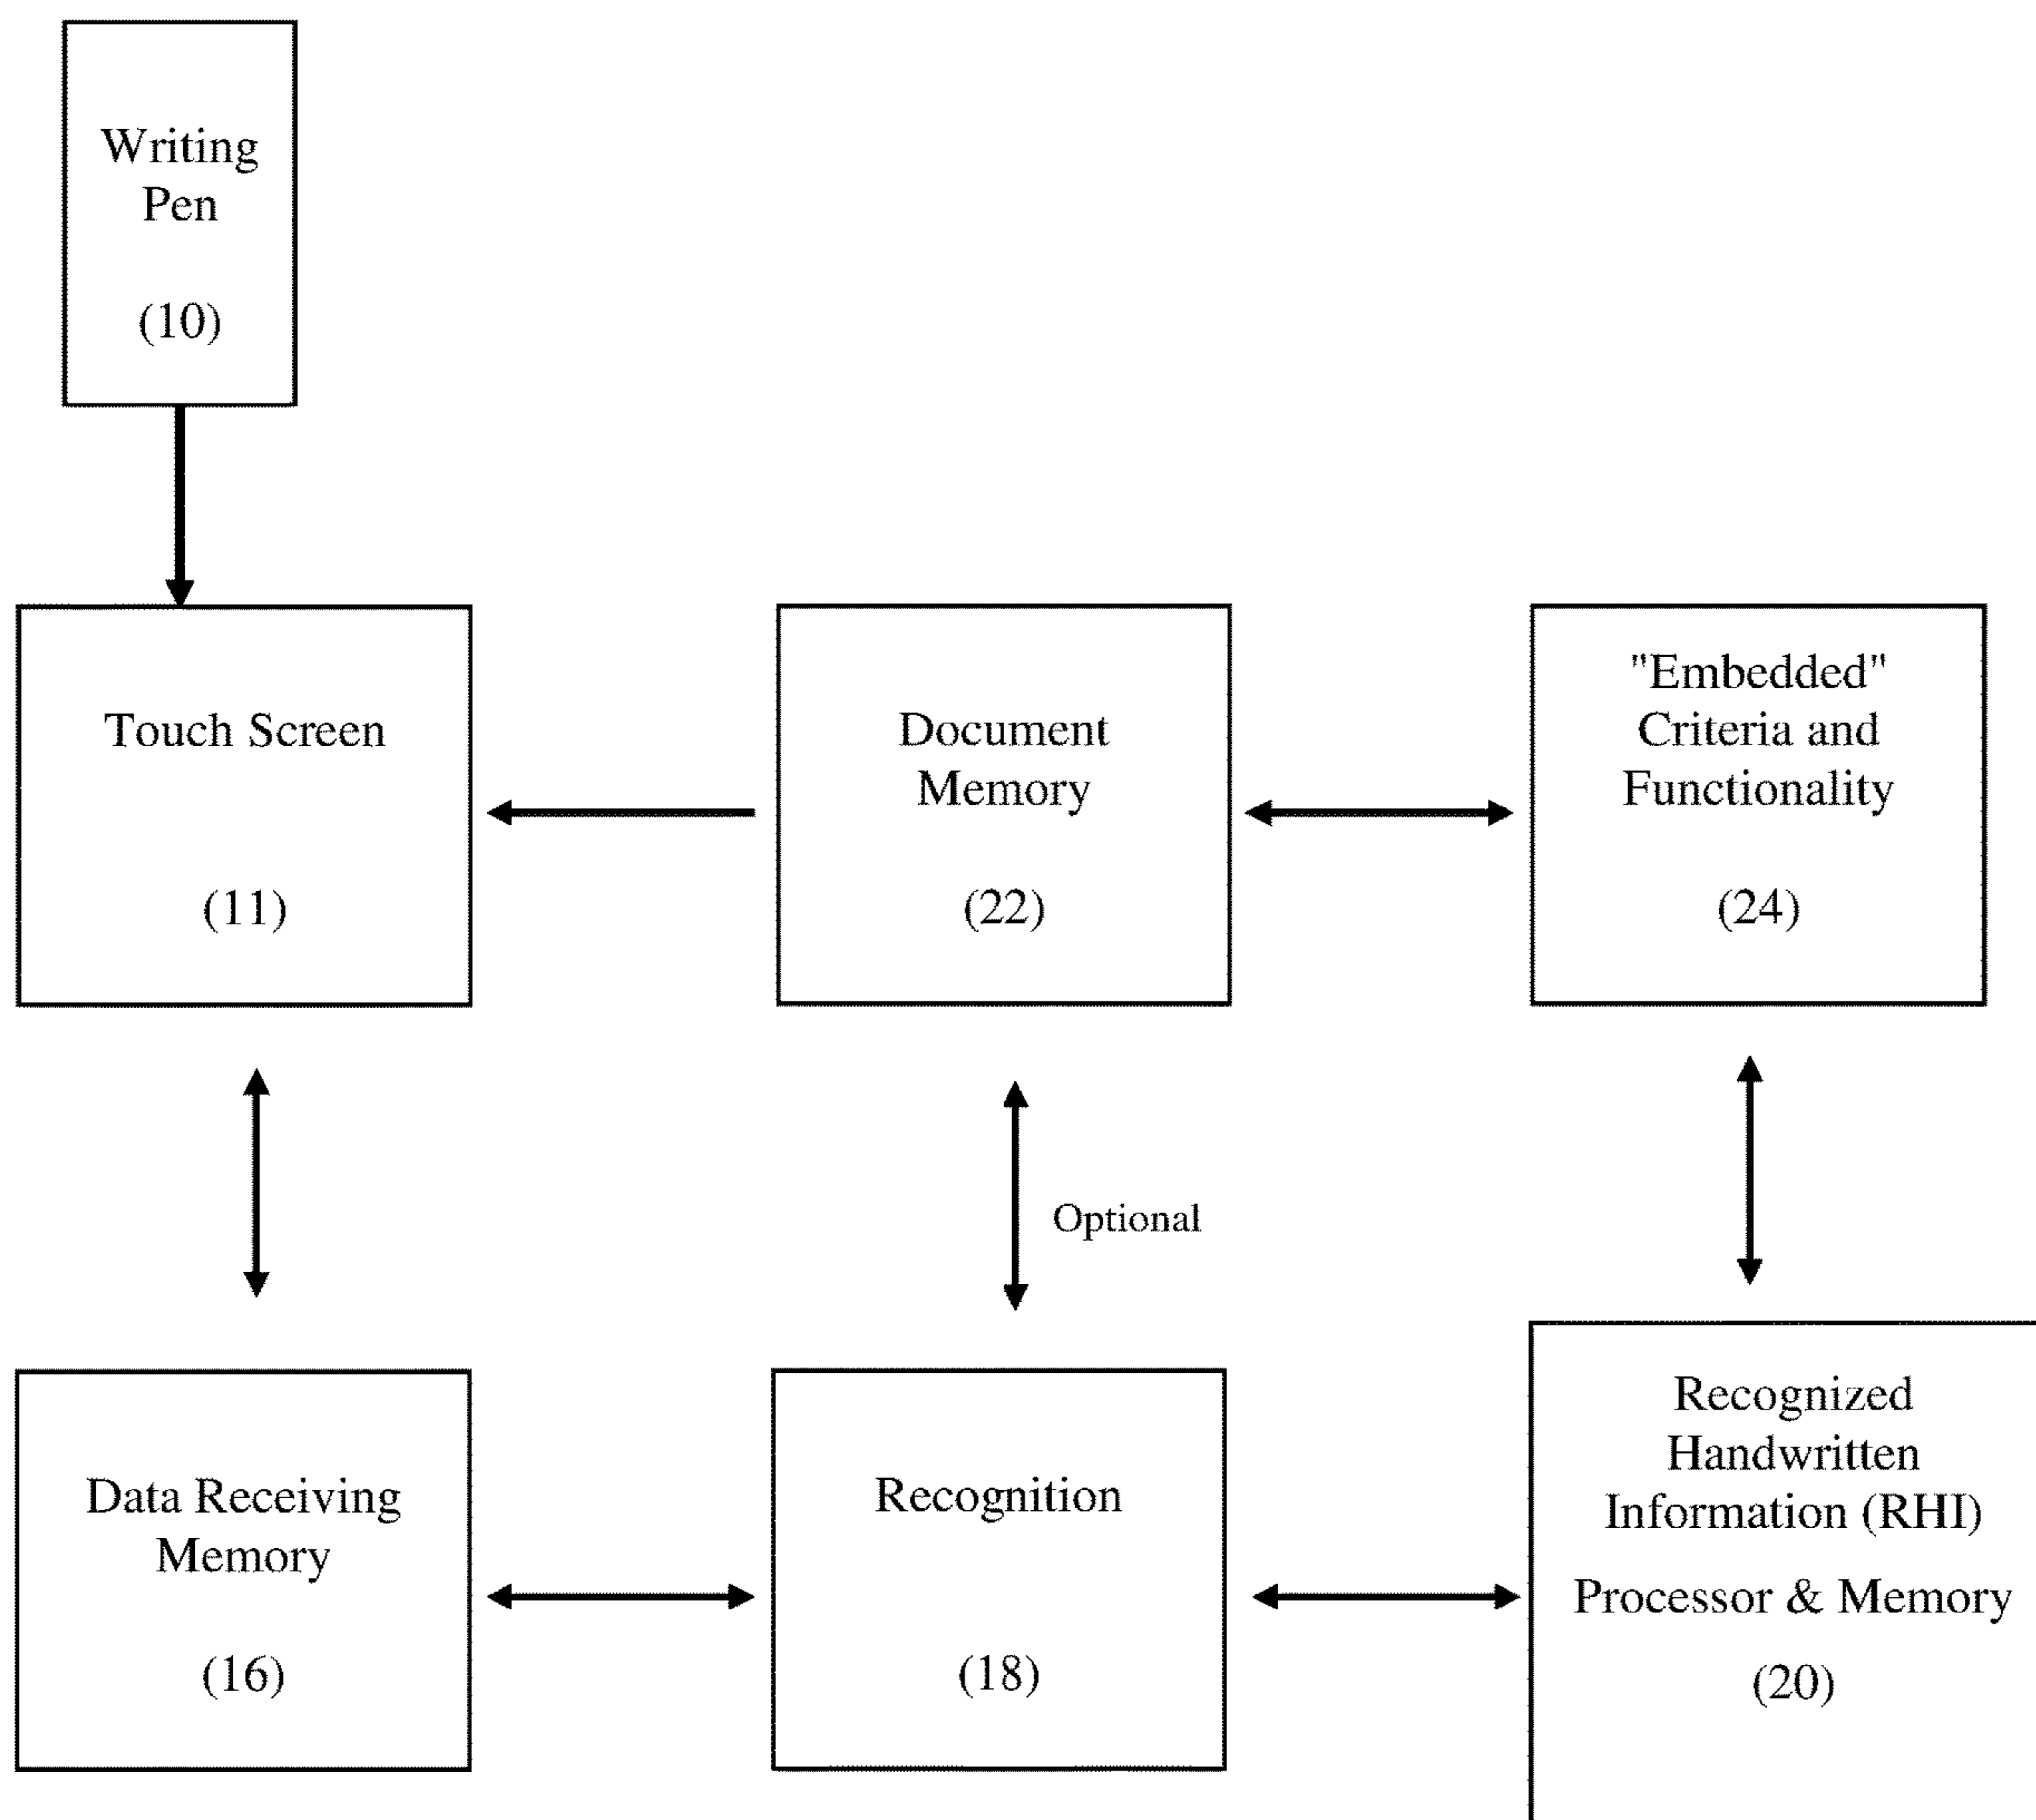 Writing
Pen
(10)
Touch Screen
(11)
Document
Memory
(22)
"Embedded"
Criteria and
Functionality
(24)
Optional
Data Receiving
Memory
(16)
Recognition
(18)
Recognized
Handwritten
Information (RHI)
Processor & Memory
(20)